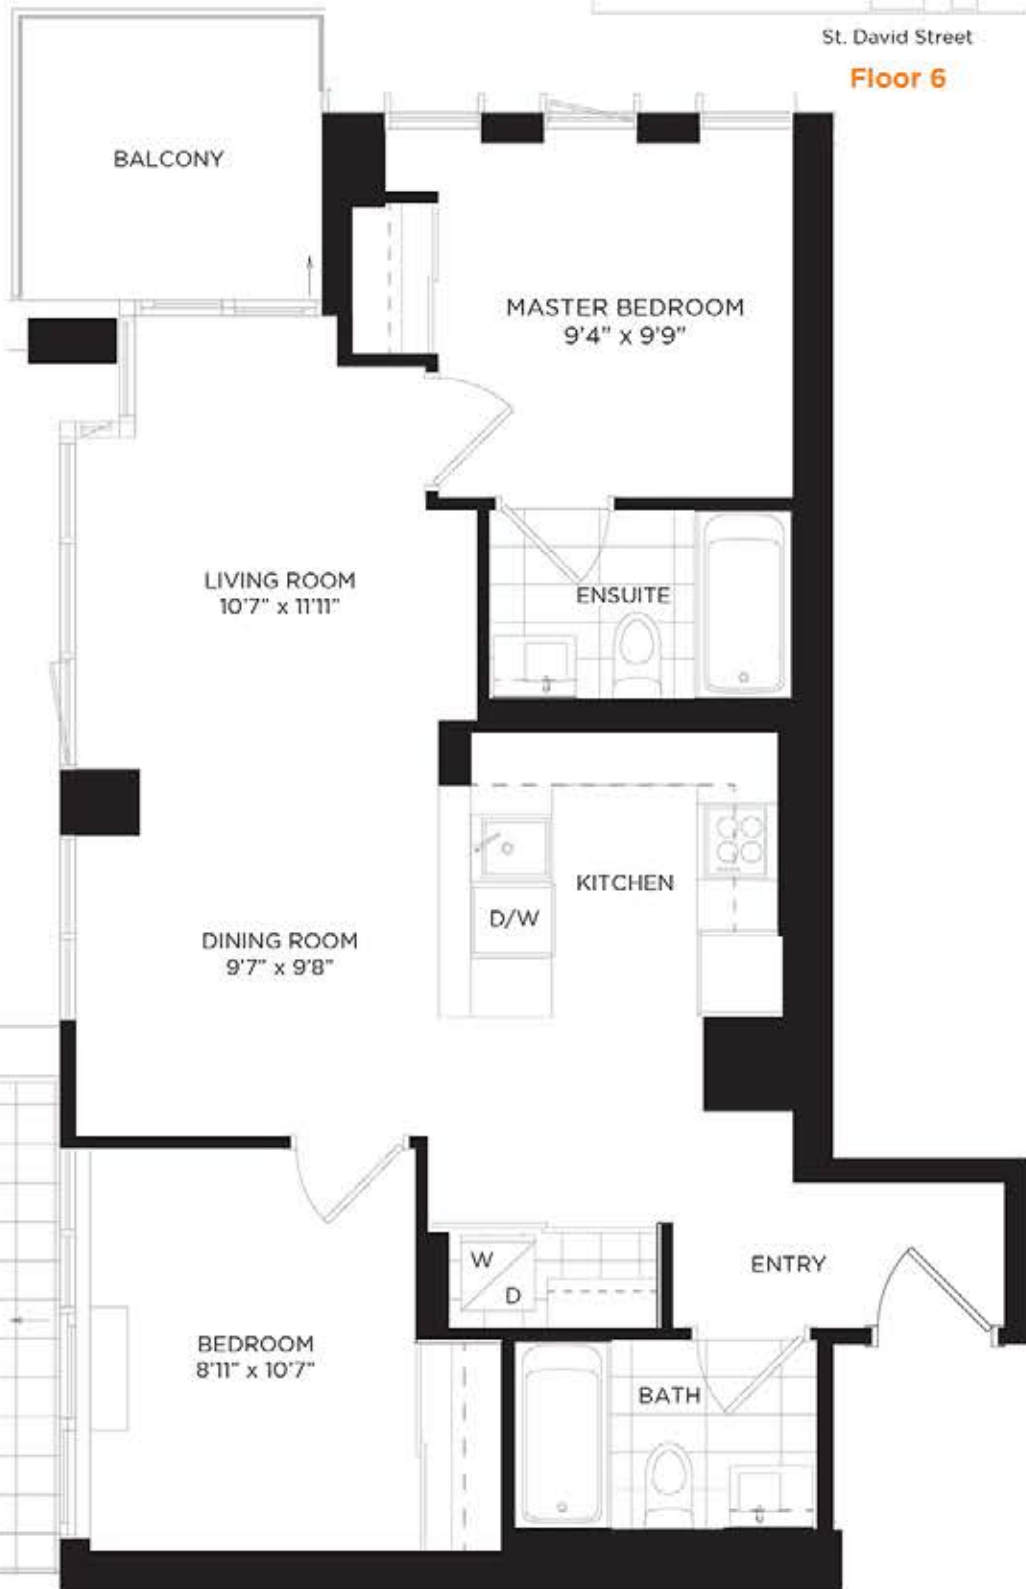 St. David Street
Floor 6
BALCONY
MASTER BEDROOM
9'4" x 9'9"
LIVING ROOM
10'7" x 11'11"
ENSUITE
KITCHEN
D/W
DINING ROOM
9'7" x 9'8"
W
D
ENTRY
BEDROOM
8'11" x 10'7"
BATH